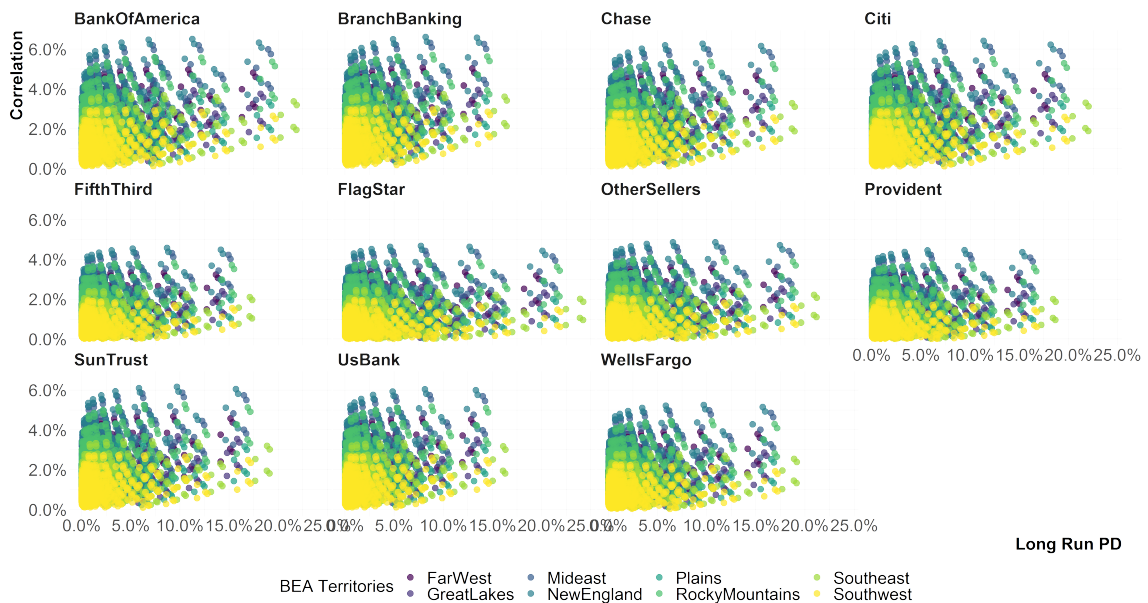 BankOfAmerica BranchBanking Chase Citi
Correlation
6.0%
4.0%
2.0%
0.0%
FifthThird FlagStar OtherSellers Provident
6.0%
4.0%
2.0%
0.0%
0.0% 5.0% 10.0% 15.0% 20.0% 25.0%
SunTrust UsBank WellsFargo
6.0%
4.0%
2.0%
0.0%
0.0% 5.0% 10.0% 15.0% 20.0% 25.0% 0.0% 5.0% 10.0% 15.0% 20.0% 25.0% 0.0% 5.0% 10.0% 15.0% 20.0% 25.0%
Long Run PD
BEA Territories
FarWest Mideast Plains Southeast
GreatLakes NewEngland RockyMountains Southwest